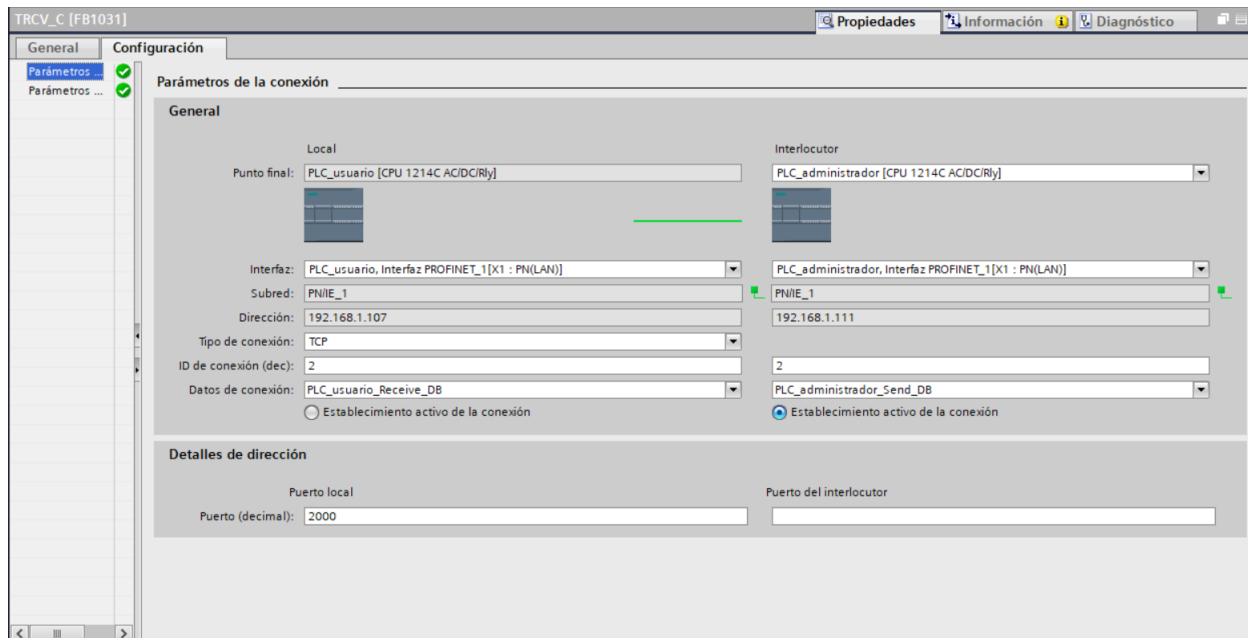 TRCV_C [FB1031]
Propiedades
Información
Diagnóstico
General
Configuración
Parámetros ...
Parámetros ...
Parámetros de la conexión
General
Local
Interlocutor
Punto final: PLC_usuario [CPU 1214C AC/DC/Rly] PLC_administrador [CPU 1214C AC/DC/Rly]
Interfaz: PLC_usuario, Interfaz PROFINET_1[X1 : PN(LAN)] PLC_administrador, Interfaz PROFINET_1[X1 : PN(LAN)]
Subred: PN/IE_1 PN/IE_1
Dirección: 192.168.1.107 192.168.1.111
Tipo de conexión: TCP
ID de conexión (dec): 2 2
Datos de conexión: PLC_usuario_Receive_DB PLC_administrador_Send_DB
Establecimiento activo de la conexión Establecimiento activo de la conexión
Detalles de dirección
Puerto local Puerto del interlocutor
Puerto (decimal): 2000